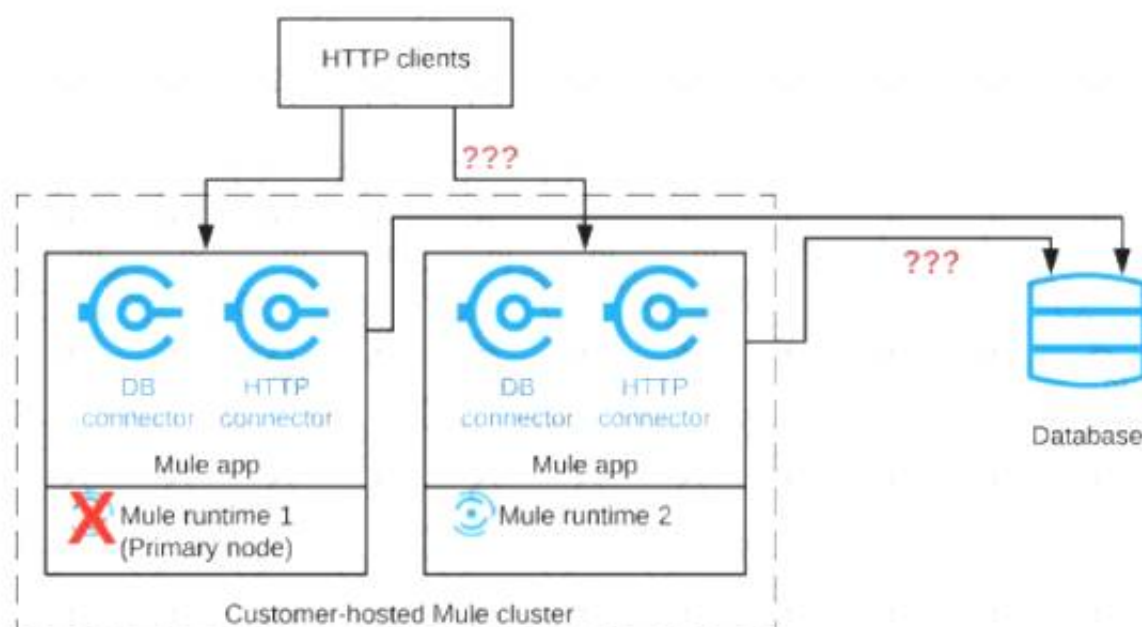 HTTP clients
???
???
DB
connector
HTTP
connector
DB
connector
HTTP
connector
Mule app
Mule app
Database
X
Mule runtime 1
(Primary node)
Mule runtime 2
Customer-hosted Mule cluster